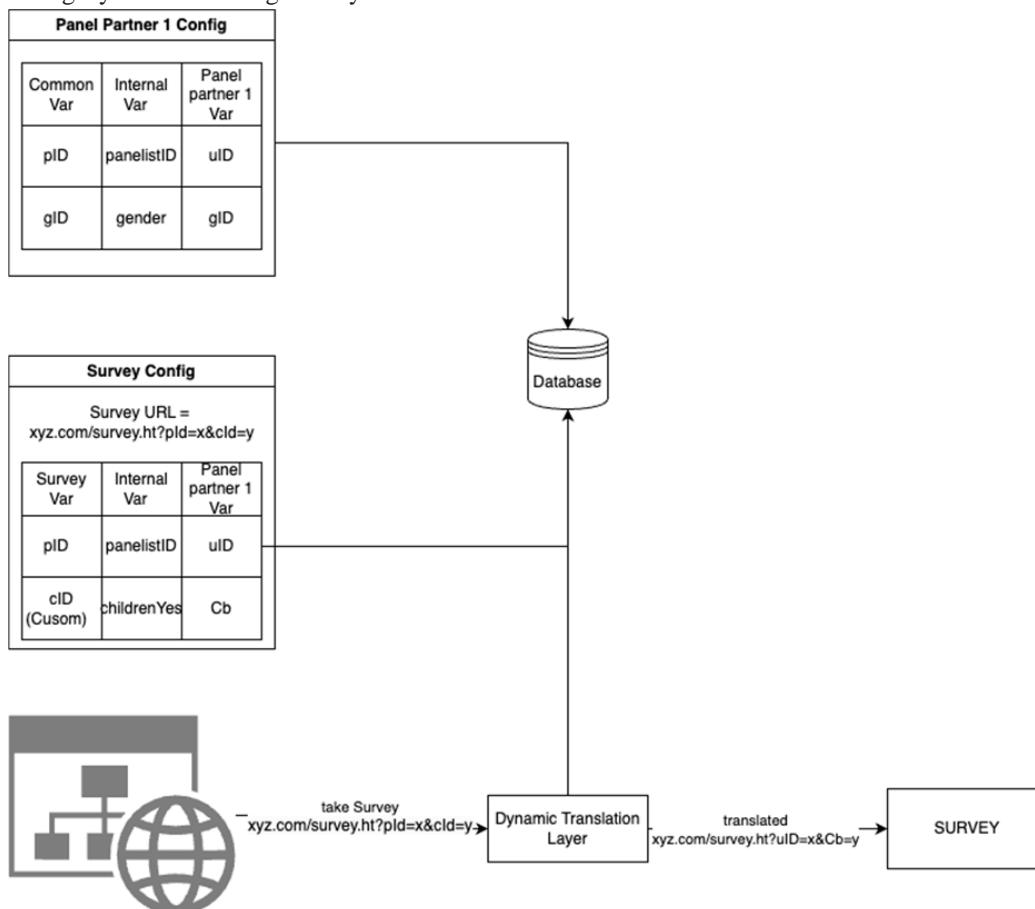 Panel Partner 1 Config
Common
Var
Internal
Var
Panel
partner 1
Var
pID
panelistID
uID
gID
gender
gID
Database
Survey Config
Survey URL =
xyz.com/survey.ht?pId=x&cId=y
Survey
Var
Internal
Var
Panel
partner 1
Var
pID
panelistID
uID
cID
(Cusom)
childrenYes
Cb
take Survey
xyz.com/survey.ht?pId=x&cId=y
Dynamic Translation
Layer
translated
xyz.com/survey.ht?uID=x&Cb=y
SURVEY